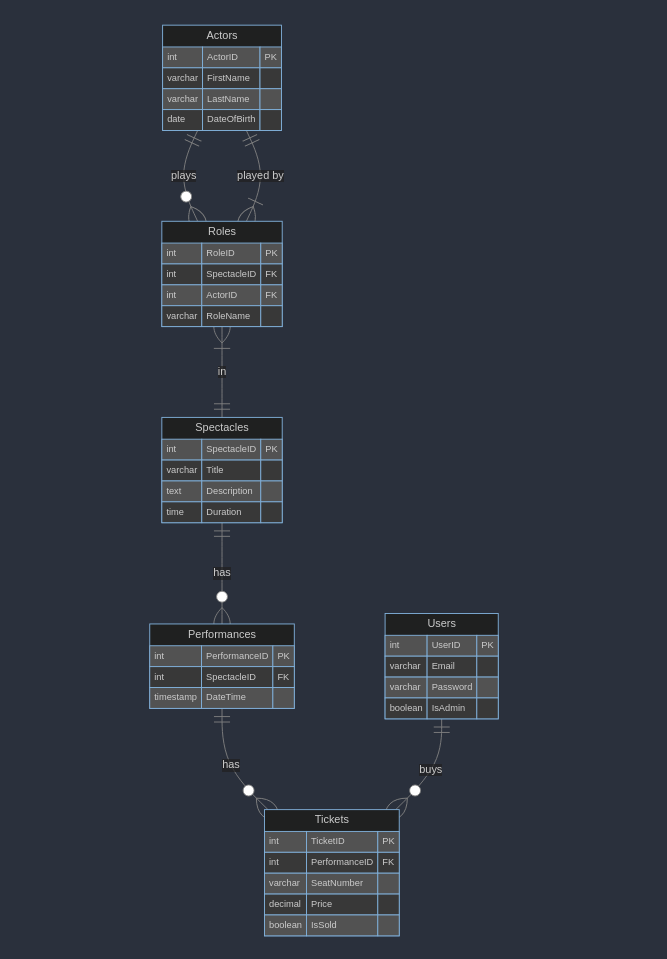 Actors
int ActorID PK
varchar FirstName
varchar LastName
date DateOfBirth
plays played by
Roles
int RoleID PK
int SpectacleID FK
int ActorID FK
varchar RoleName
in
Spectacles
int SpectacleID PK
varchar Title
text Description
time Duration
has
Performances
int PerformanceID PK
int SpectacleID FK
timestamp DateTime
Users
int UserID PK
varchar Email
varchar Password
boolean IsAdmin
has buys
Tickets
int TicketID PK
int PerformanceID FK
varchar SeatNumber
decimal Price
boolean IsSold